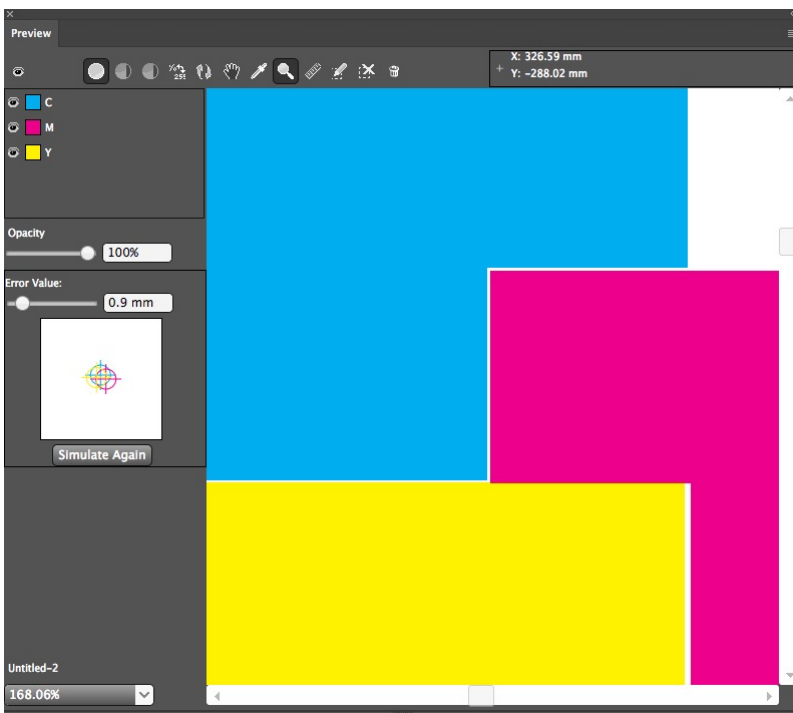 Preview
X: 326.59 mm
Y: -288.02 mm
C
M
Y
Opacity
100%
Error Value:
0.9 mm
Simulate Again
Untitled-2
168.06%